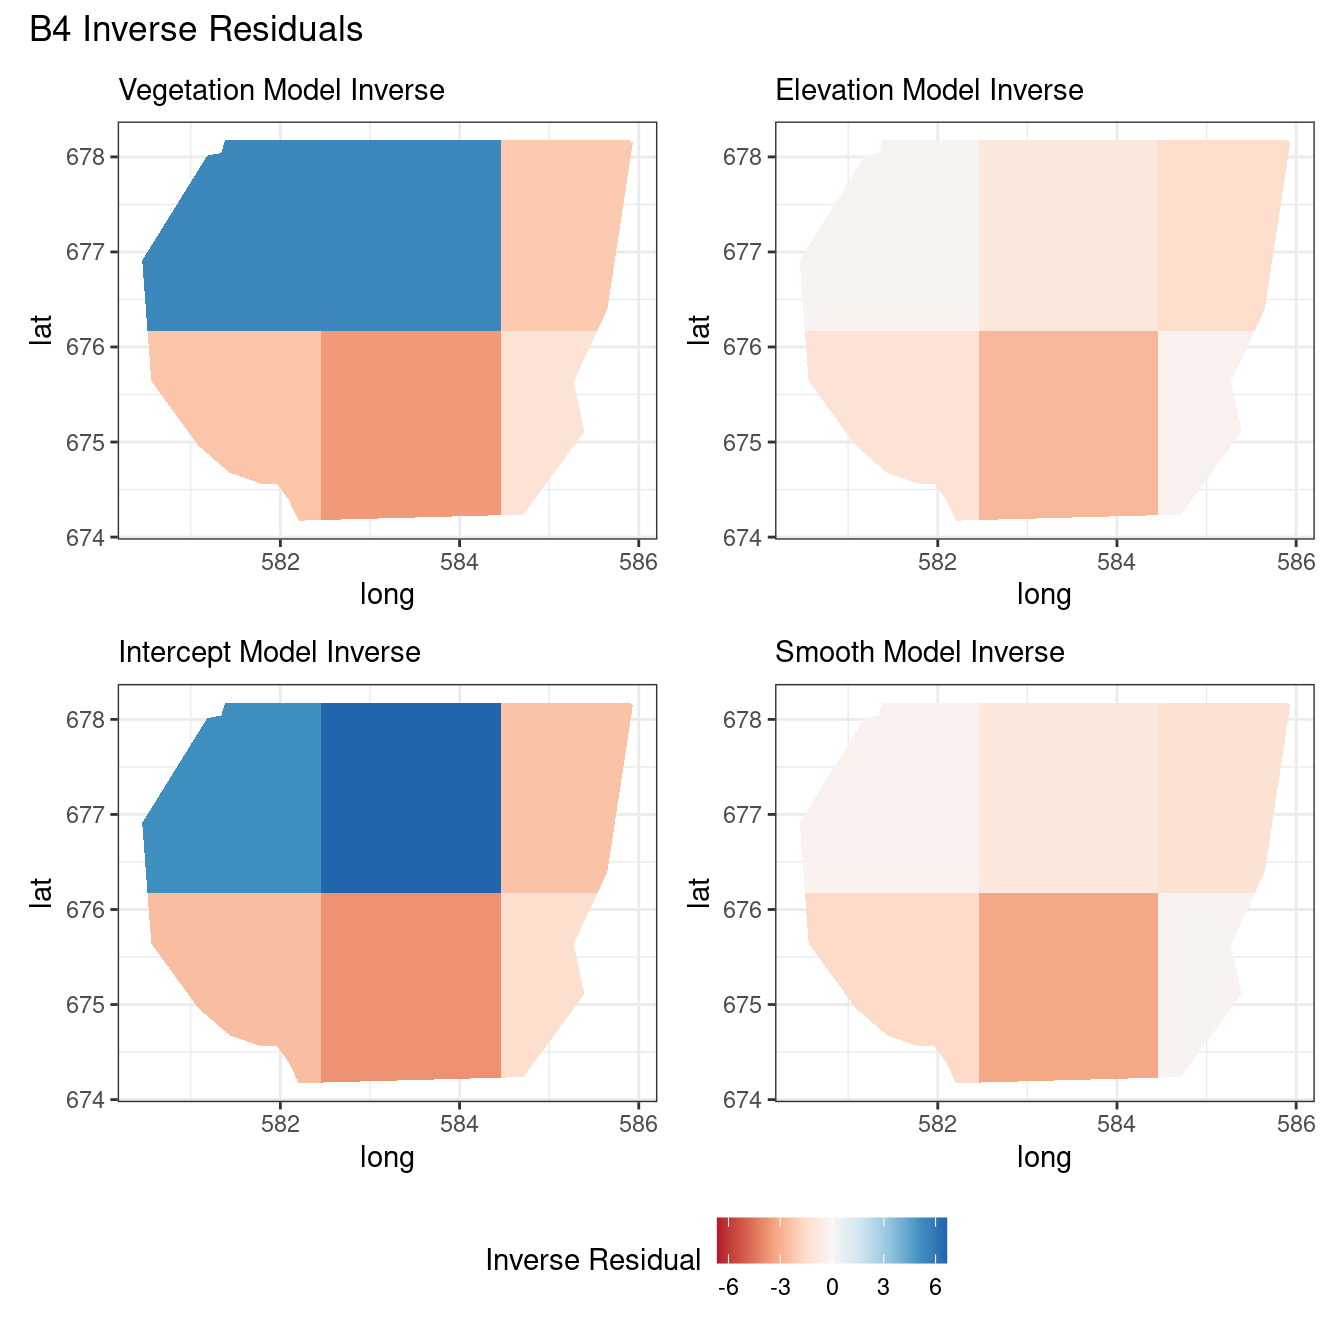 B4 Inverse Residuals
Vegetation Model Inverse
678
677
676
675
674
lat
582 584 586
long
Elevation Model Inverse
678
677
676
675
674
lat
582 584 586
long
Intercept Model Inverse
678
677
676
675
674
lat
582 584 586
long
Smooth Model Inverse
678
677
676
675
674
lat
582 584 586
long
Inverse Residual
-6 -3 0 3 6